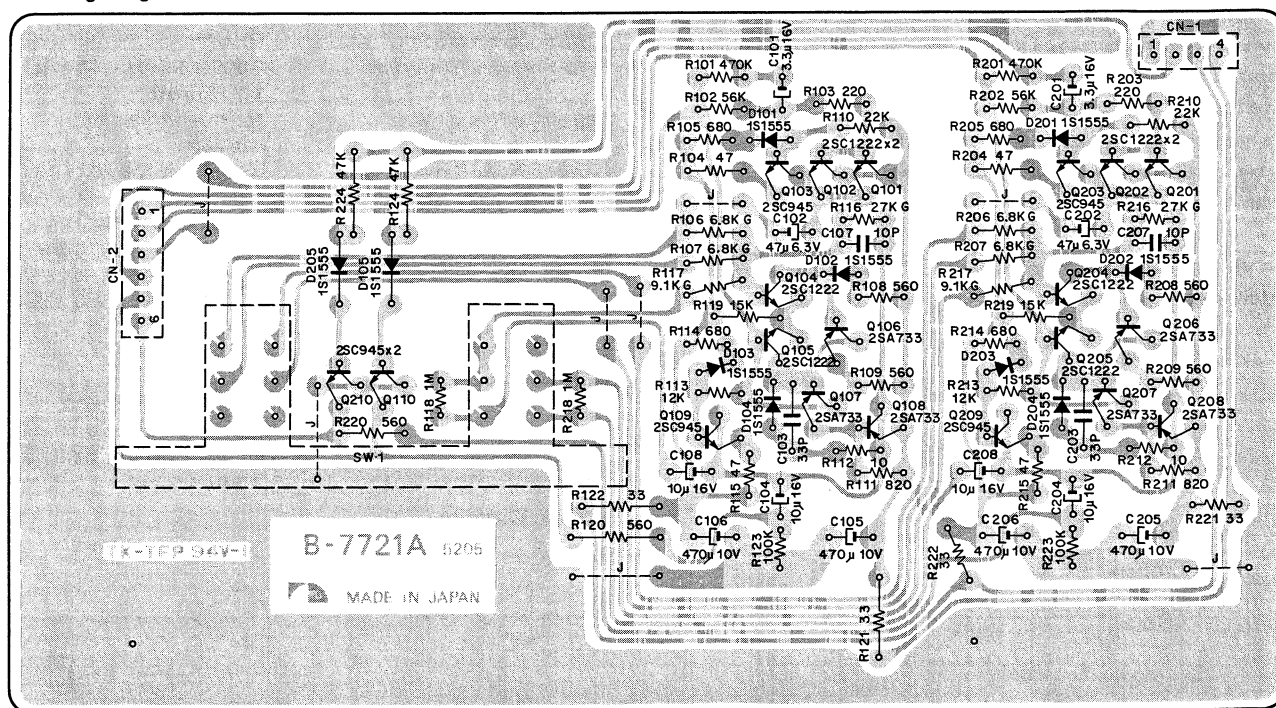 CN-1
1 4
C101
3.3μ16V
R101 470K
R102 56K
R103 220
D101
1S1555
R110 22K
R105 680
2SC1222x2
R104 47
J
Q103 Q102 Q101
2SC945
C102
R116 27K G
R106 6.8K G
47μ 6.3V
C107 10P
R107 6.8K G
D102 1S1555
R117
9.1K G
Q104
2SC1222
R108 560
R119 15K
R114 680
Q106
2SA733
D103
1S1555
Q105
2SC1222
R113
12K
R109 560
D104
1S1555
Q107
2SA733
Q109
2SC945
C103
33P
Q108
2SA733
C108
10μ 16V
R112 10
R111 820
R115 47
C104
10μ16V
C106
470μ 10V
R123
100K
C105
470μ 10V
R121 33
R201 470K
C201
3.3μ16V
R203
220
R202 56K
R210
22K
D201 1S1555
R205 680
2SC1222x2
R204 47
J
Q203 Q202 Q201
2SC945
C202
R216 27K G
R206 6.8K G
47μ 6.3V
C207 10P
R207 6.8K G
1S1555
D202
R217
9.1KG
Q204
2SC1222
R208 560
R219 15K
R214 680
Q206
2SA733
D203
1S1555
Q205
2SC1222
R213
12K
R209 560
D204
1S1555
Q207
2SA733
Q209
2SC945
C203
33P
Q208
2SA733
C208
10μ 16V
R212 10
R211 820
R215 47
C204
10μ16V
R221 33
C206
470μ 10V
R222
33
R223
100K
C205
470μ 10V
J
CN-2
1
6
J
R224 47K
R124 47K
D205
1S1555
D105
1S1555
J J
2SC945x2
Q210 Q110
R118 1M
R218 1M
R220 560
J
SW-1
R122 33
R120 560
J
B-7721A 5206
MADE IN JAPAN